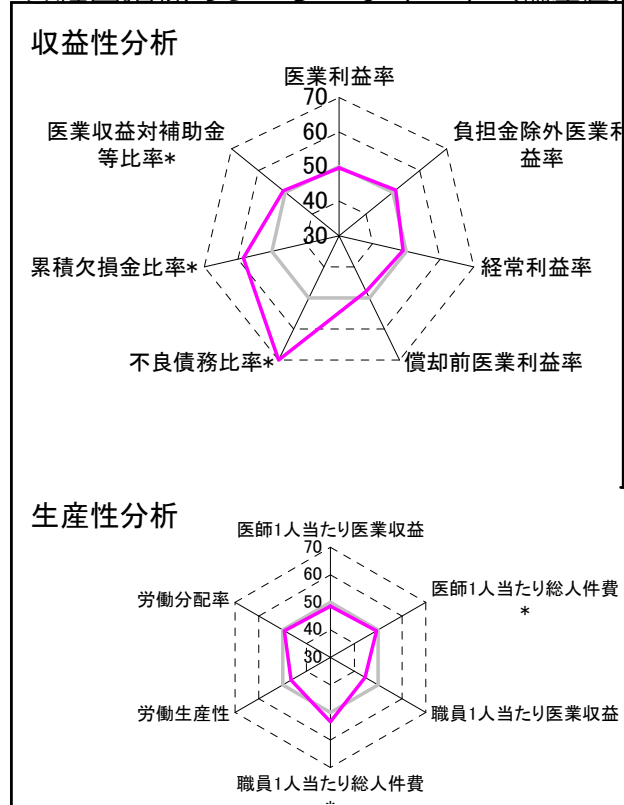 収益性分析
医業利益率
70
60
50
40
30
負担金除外医業利
益率
経常利益率
償却前医業利益率
不良債務比率*
累積欠損金比率*
医業収益対補助金
等比率*
生産性分析
医師1人当たり医業収益
70
60
50
40
30
医師1人当たり総人件費
*
職員1人当たり医業収益
職員1人当たり総人件費
*
労働生産性
労働分配率